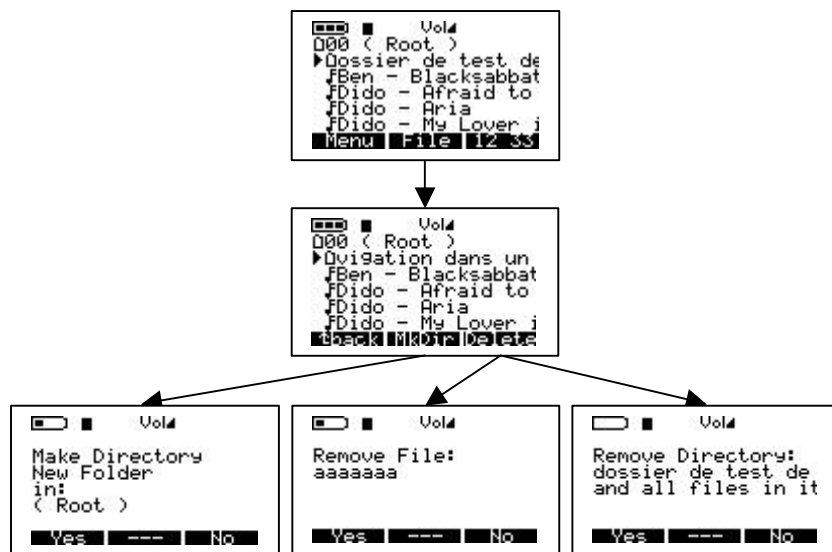 Vol
00 ( Root )
Dossier de test de
Ben - Blacksabbat
Dido - Afraid to
Dido - Aria
Dido - My Lover i
Menu File 12 33
Vol
00 ( Root )
vigation dans un
Ben - Blacksabbat
Dido - Afraid to
Dido - Aria
Dido - My Lover i
back MkDir Delete
Vol
Make Directory
New Folder
in:
( Root )
Yes --- No
Vol
Remove File:
aaaaaaa
Yes --- No
Vol
Remove Directory:
dossier de test de
and all files in it
Yes --- No